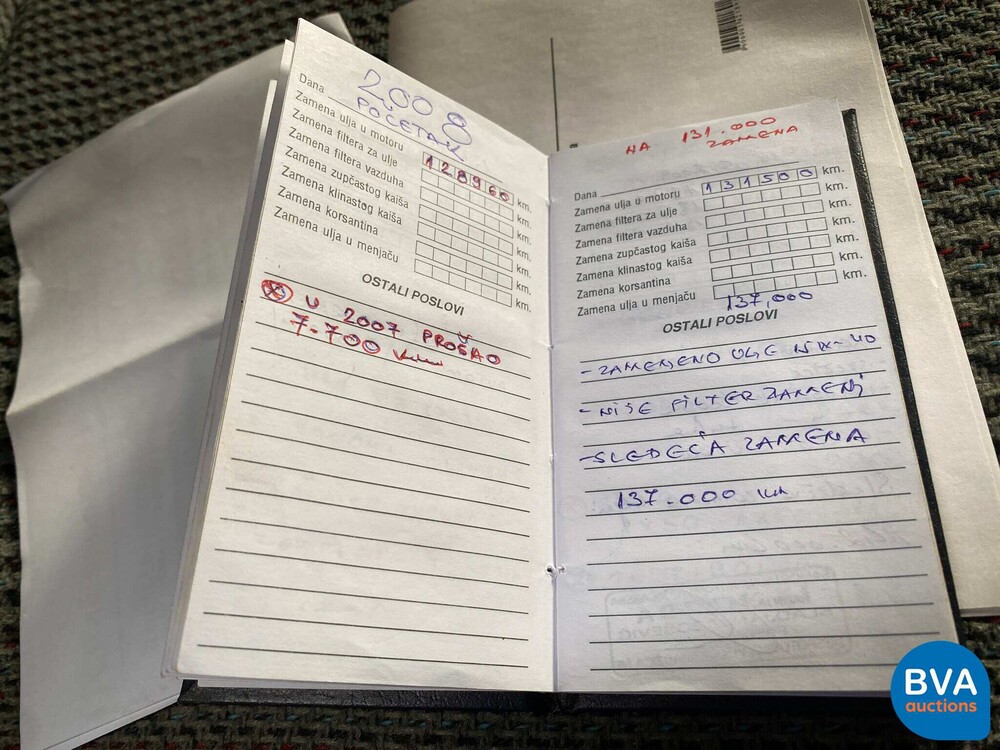 2008
POČETAK
Dana
Zamena ulja u motoru 128960 km.
Zamena filtera za ulje km.
Zamena filtera vazduha km.
Zamena zupčastog kaiša km.
Zamena klinastog kaiša km.
Zamena korsantina km.
Zamena ulja u menjaču km.
OSTALI POSLOVI
U 2007 PROŠAO
7.700 km
НА 131.000
ZAMENA
Dana
Zamena ulja u motoru 131500 km.
Zamena filtera za ulje km.
Zamena filtera vazduha km.
Zamena zupčastog kaiša km.
Zamena klinastog kaiša km.
Zamena korsantina km.
Zamena ulja u menjaču km.
137,000
OSTALI POSLOVI
- ZAMENJENO ULJE
- NIJE FILTER ZAMENJ
- SLEDEĆA ZAMENA
137.000 km
BVA
auctions